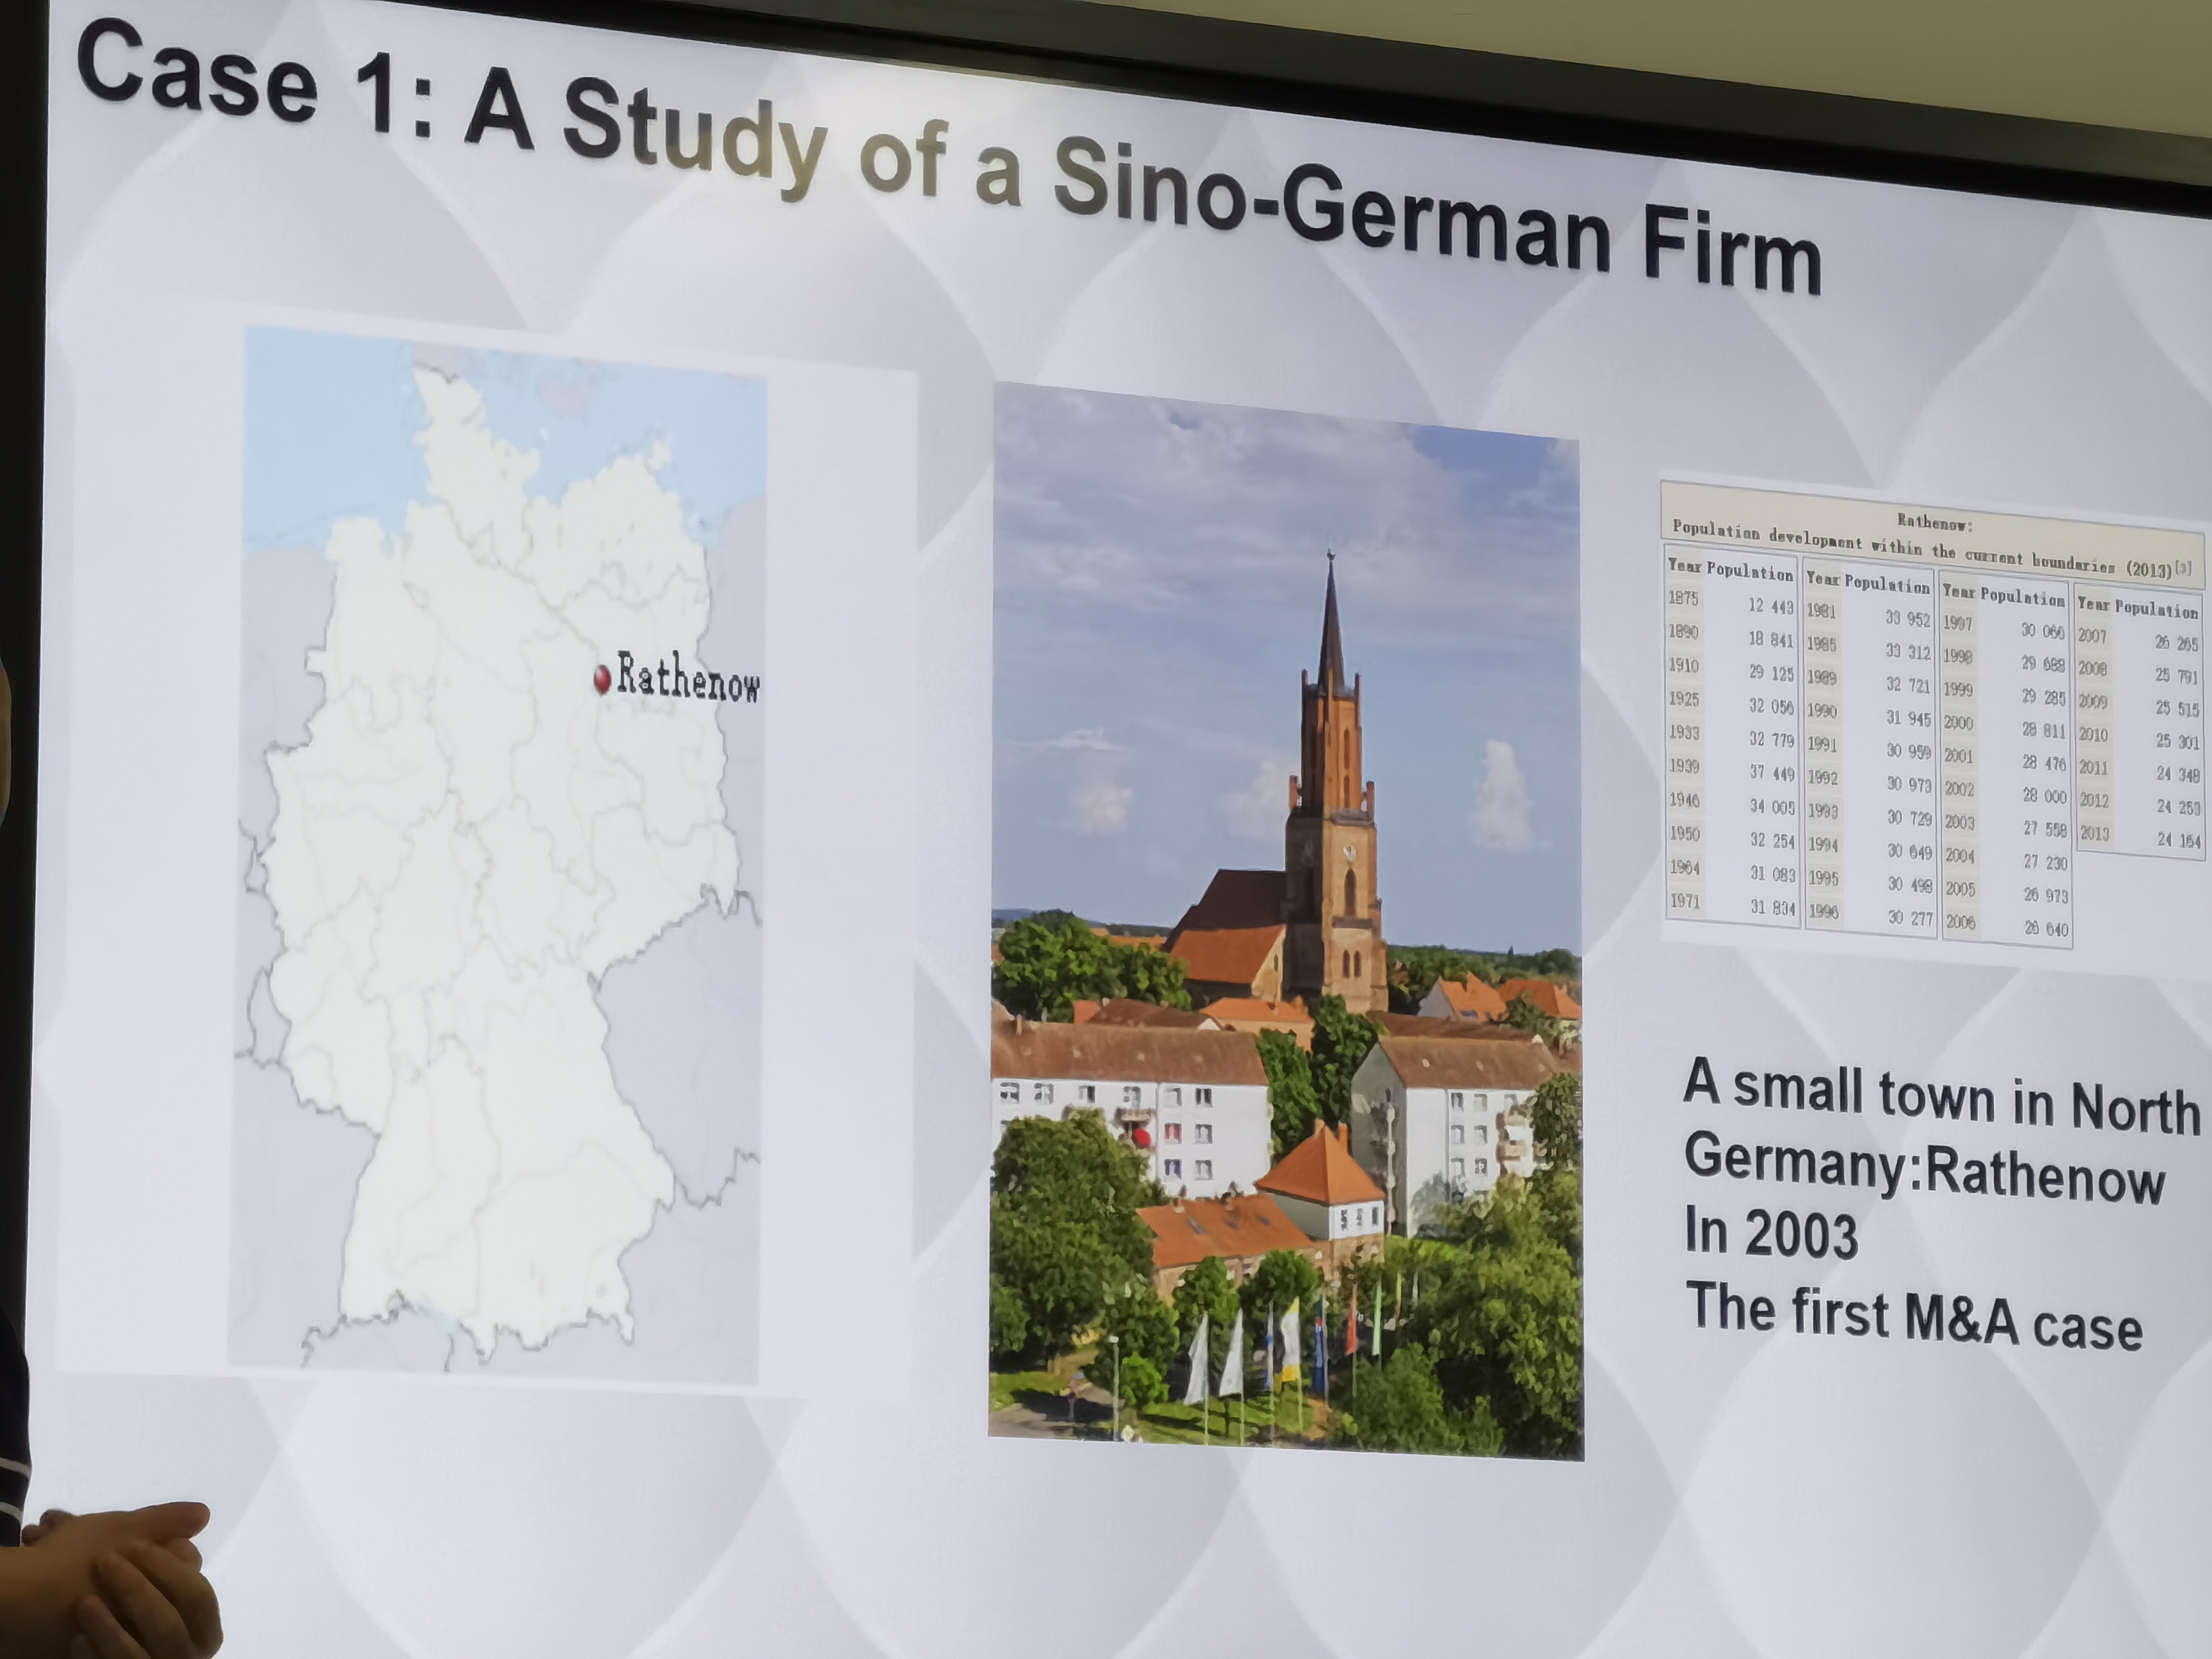 Case 1: A Study of a Sino-German Firm
Rathenow
Rathenow:
Population development within the current boundaries (2013)[3]
Year Population Year Population Year Population Year Population
1875 12 443 1981 33 952 1997 30 066 2007 26 265
1890 18 841 1985 33 312 1998 29 688 2008 25 791
1910 29 125 1989 32 721 1999 29 285 2009 25 515
1925 32 056 1990 31 945 2000 28 811 2010 25 301
1933 32 779 1991 30 959 2001 28 476 2011 24 348
1939 37 449 1992 30 973 2002 28 000 2012 24 253
1946 34 005 1993 30 729 2003 27 558 2013 24 164
1950 32 254 1994 30 649 2004 27 230
1964 31 083 1995 30 498 2005 26 973
1971 31 834 1996 30 277 2006 26 640
A small town in North
Germany:Rathenow
In 2003
The first M&A case